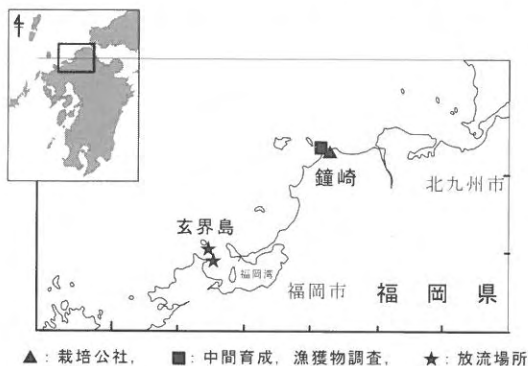 鐘崎
北九州市
玄界島
福岡湾
福岡市 福岡県
▲: 栽培公社, ■: 中間育成, 漁獲物調査, ★: 放流場所